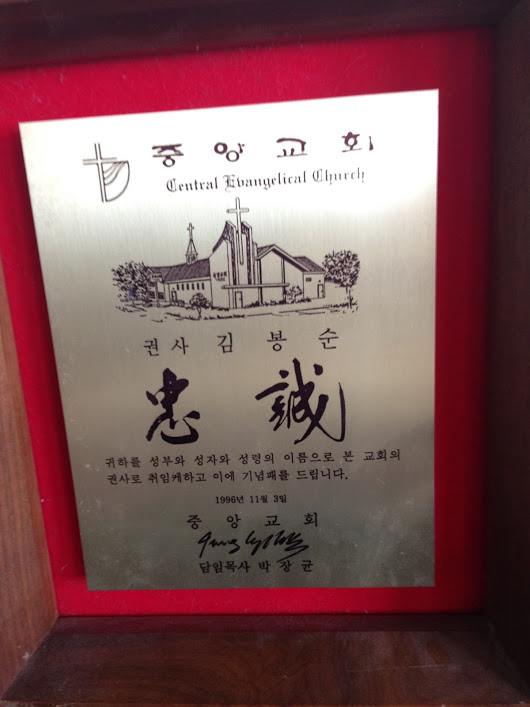 중앙교회
Central Evangelical Church
권사 김봉순
忠誠
귀하를 성부와 성자와 성령의 이름으로 본 교회의
권사로 취임케하고 이에 기념패를 드립니다.
1996년 11월 3일
중앙교회
담임목사 박장균